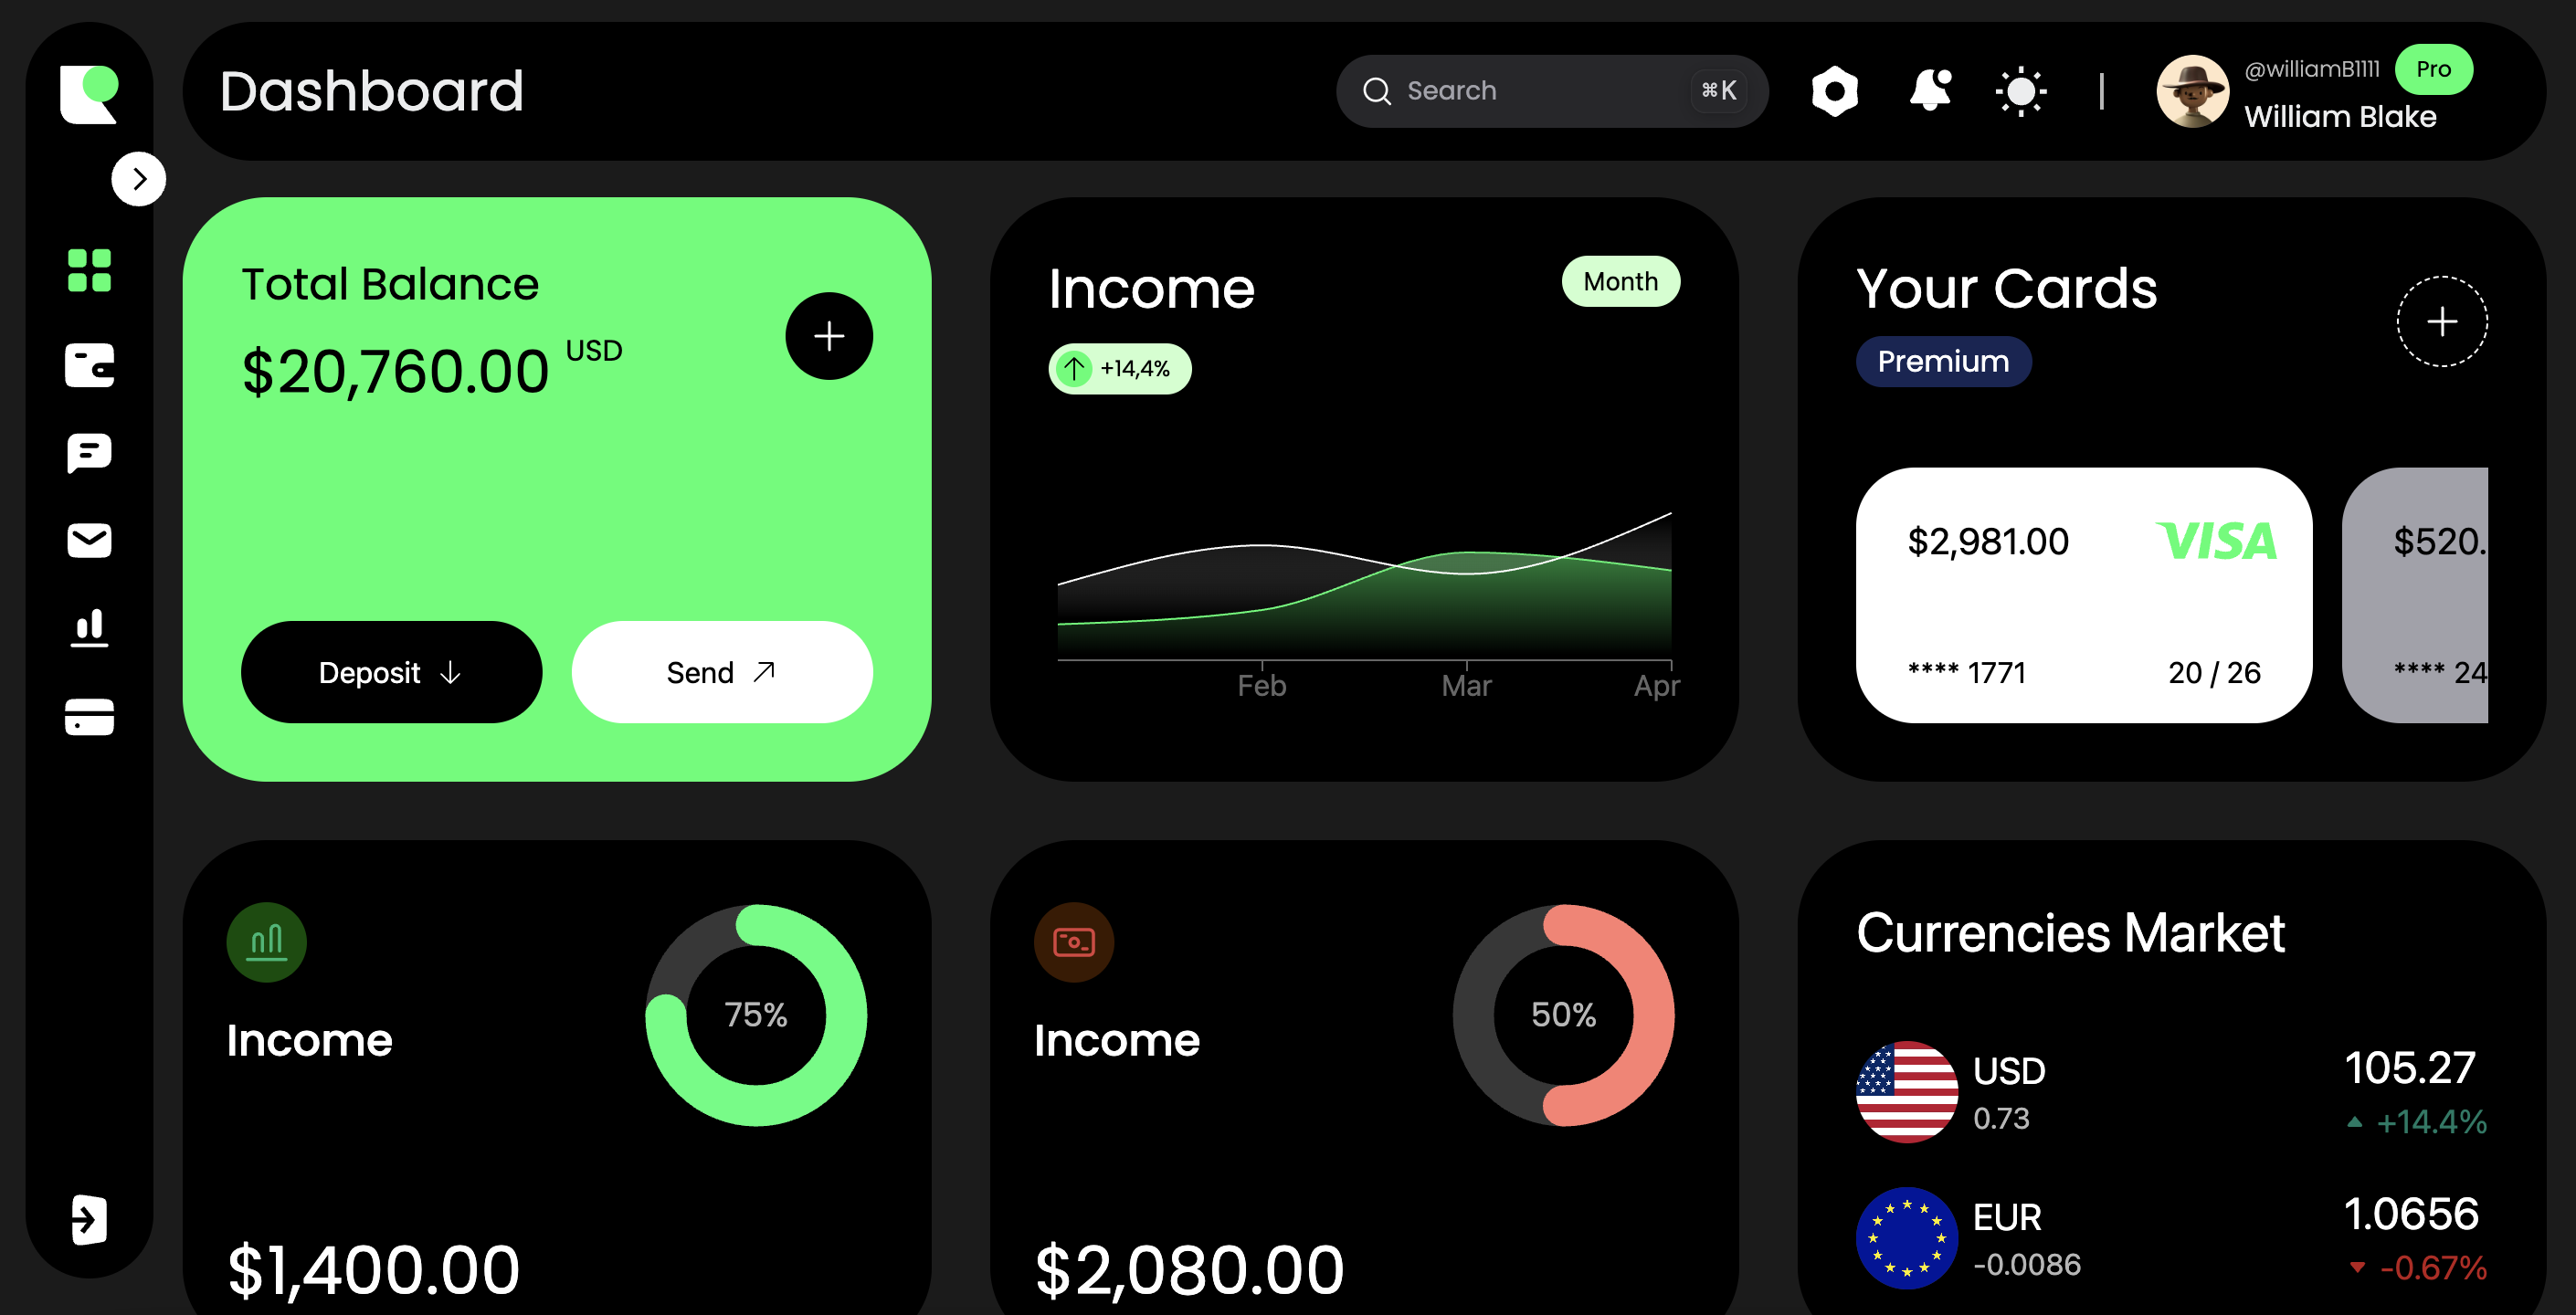 Dashboard
Search
⌘K
@williamB1111
Pro
William Blake
Total Balance
$20,760.00 USD
Deposit
Send
Income
Month
+14,4%
Feb
Mar
Apr
Your Cards
Premium
$2,981.00
VISA
**** 1771
20 / 26
$520.
**** 24
Income
75%
$1,400.00
Income
50%
$2,080.00
Currencies Market
USD
105.27
0.73
+14.4%
EUR
1.0656
-0.0086
-0.67%